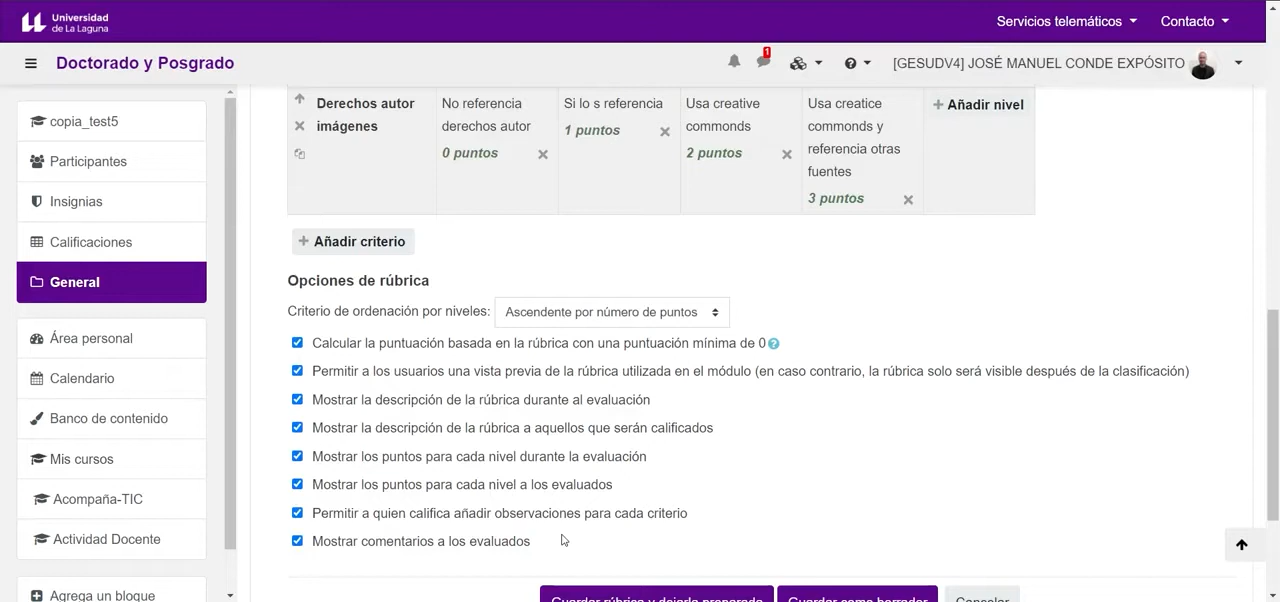 Universidad
de La Laguna
Servicios telemáticos
Contacto
Doctorado y Posgrado
1
[GESUDV4] JOSÉ MANUEL CONDE EXPÓSITO
copia_test5
Participantes
Insignias
Calificaciones
General
Área personal
Calendario
Banco de contenido
Mis cursos
Acompaña-TIC
Actividad Docente
Agrega un bloque
Derechos autor
imágenes
No referencia
derechos autor
0 puntos
Si lo s referencia
1 puntos
Usa creative
commonds
2 puntos
Usa creatice
commonds y
referencia otras
fuentes
3 puntos
+ Añadir nivel
+ Añadir criterio
Opciones de rúbrica
Criterio de ordenación por niveles: Ascendente por número de puntos
Calcular la puntuación basada en la rúbrica con una puntuación mínima de 0
Permitir a los usuarios una vista previa de la rúbrica utilizada en el módulo (en caso contrario, la rúbrica solo será visible después de la clasificación)
Mostrar la descripción de la rúbrica durante al evaluación
Mostrar la descripción de la rúbrica a aquellos que serán calificados
Mostrar los puntos para cada nivel durante la evaluación
Mostrar los puntos para cada nivel a los evaluados
Permitir a quien califica añadir observaciones para cada criterio
Mostrar comentarios a los evaluados
Guardar rúbrica y dejarla preparada
Guardar como borrador
Cancelar